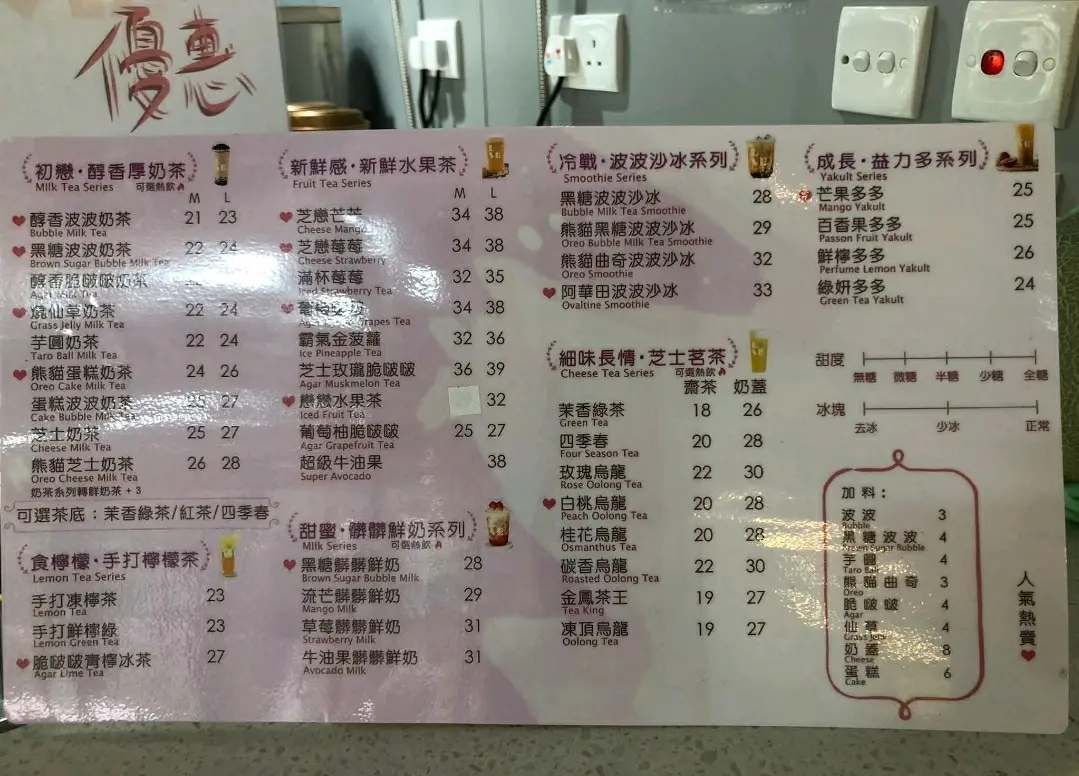 優惠
初戀·醇香厚奶茶
Milk Tea Series 可選熱飲
M L
醇香波波奶茶 21 23
Bubble Milk Tea
黑糖波波奶茶 22 24
Brown Sugar Bubble Milk Tea
醇香脆啵啵奶茶
Agar Milk Tea
燒仙草奶茶 22 24
Grass Jelly Milk Tea
芋圓奶茶 22 24
Taro Ball Milk Tea
熊貓蛋糕奶茶 24 26
Oreo Cake Milk Tea
蛋糕波波奶茶 25 27
Cake Bubble Milk Tea
芝士奶茶 25 27
Cheese Milk Tea
熊貓芝士奶茶 26 28
Oreo Cheese Milk Tea
奶茶系列轉鮮奶茶 + 3
可選茶底：茉香綠茶/紅茶/四季春
食檸檬·手打檸檬茶
Lemon Tea Series
手打凍檸茶 23
Lemon Tea
手打鮮檸綠 23
Lemon Green Tea
脆啵啵青檸冰茶 27
Agar Lime Tea
新鮮感·新鮮水果茶
Fruit Tea Series
M L
芝戀芒芒 34 38
Cheese Mango
芝戀莓莓 34 38
Cheese Strawberry
滿杯莓莓 32 35
Iced Strawberry Tea
34 38
Grapes Tea
霸氣金菠蘿 32 36
Ice Pineapple Tea
芝士玫瓏脆啵啵 36 39
Agar Muskmelon Tea
戀戀水果茶 32
Iced Fruit Tea
葡萄柚脆啵啵 25 27
Agar Grapefruit Tea
超級牛油果 38
Super Avocado
甜蜜·髒髒鮮奶系列
Milk Series 可選熱飲
黑糖髒髒鮮奶 28
Brown Sugar Bubble Milk
流芒髒髒鮮奶 29
Mango Milk
草莓髒髒鮮奶 31
Strawberry Milk
牛油果髒髒鮮奶 31
Avocado Milk
冷戰·波波沙冰系列
Smoothie Series
黑糖波波沙冰 28
Bubble Milk Tea Smoothie
熊貓黑糖波波沙冰 29
Oreo Bubble Milk Tea Smoothie
熊貓曲奇波波沙冰 32
Oreo Smoothie
阿華田波波沙冰 33
Ovaltine Smoothie
細味長情·芝士茗茶
Cheese Tea Series 可選熱飲
齋茶 奶蓋
茉香綠茶 18 26
Green Tea
四季春 20 28
Four Season Tea
玫瑰烏龍 22 30
Rose Oolong Tea
白桃烏龍 20 28
Peach Oolong Tea
桂花烏龍 20 28
Osmanthus Tea
碳香烏龍 22 30
Roasted Oolong Tea
金鳳茶王 19 27
Tea King
凍頂烏龍 19 27
Oolong Tea
成長·益力多系列
Yakult Series
芒果多多 25
Mango Yakult
百香果多多 25
Passon Fruit Yakult
鮮檸多多 26
Perfume Lemon Yakult
綠妍多多 24
Green Tea Yakult
甜度
無糖 微糖 半糖 少糖 全糖
冰塊
去冰 少冰 正常
加料：
波波 3
Bubble
黑糖波波 4
Brown Sugar Bubble
芋圓 4
Taro Ball
熊貓曲奇 3
Oreo
脆啵啵 4
Agar
仙草 4
Grass Jelly
奶蓋 8
Cheese
蛋糕 6
Cake
人氣熱賣